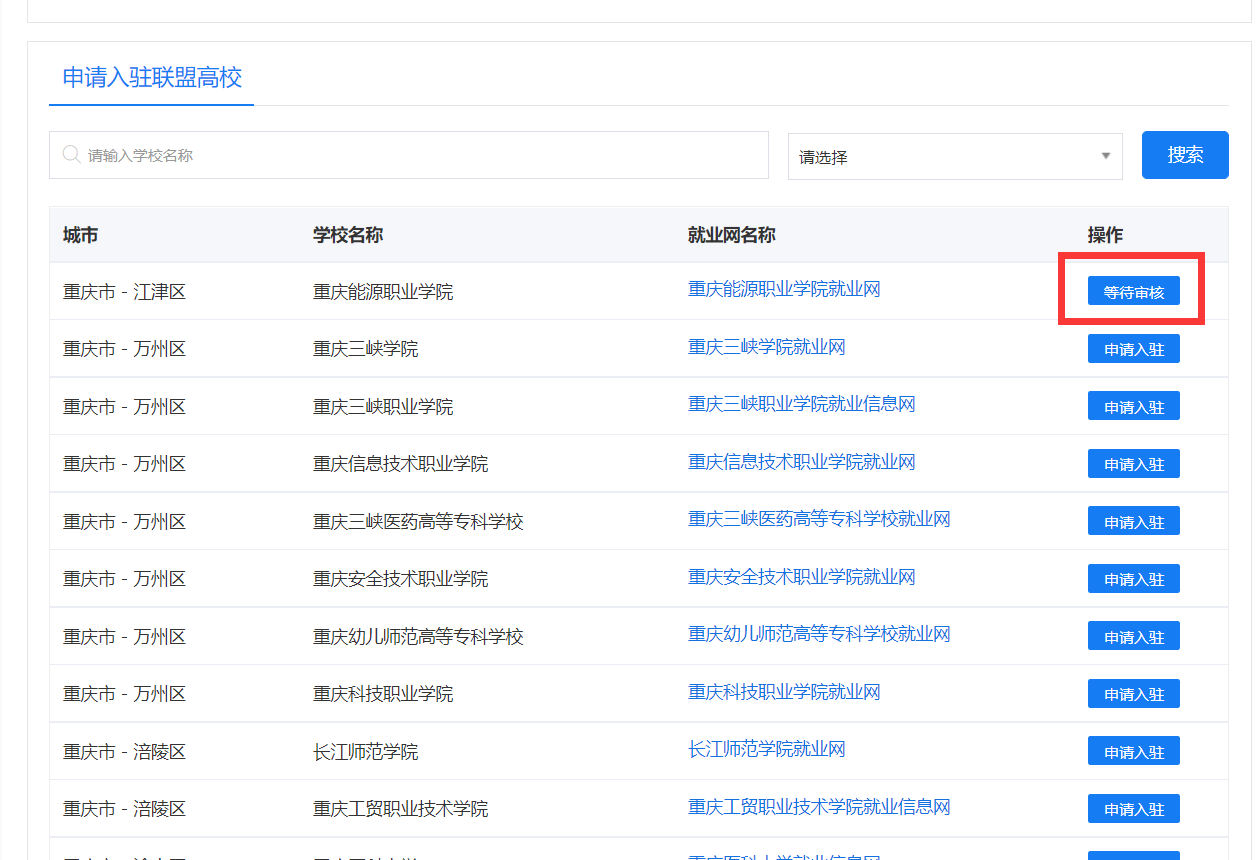 申请入驻联盟高校
请输入学校名称 请选择 搜索
城市 学校名称 就业网名称 操作
重庆市 - 江津区 重庆能源职业学院 重庆能源职业学院就业网 等待审核
重庆市 - 万州区 重庆三峡学院 重庆三峡学院就业网 申请入驻
重庆市 - 万州区 重庆三峡职业学院 重庆三峡职业学院就业信息网 申请入驻
重庆市 - 万州区 重庆信息技术职业学院 重庆信息技术职业学院就业网 申请入驻
重庆市 - 万州区 重庆三峡医药高等专科学校 重庆三峡医药高等专科学校就业网 申请入驻
重庆市 - 万州区 重庆安全技术职业学院 重庆安全技术职业学院就业网 申请入驻
重庆市 - 万州区 重庆幼儿师范高等专科学校 重庆幼儿师范高等专科学校就业网 申请入驻
重庆市 - 万州区 重庆科技职业学院 重庆科技职业学院就业网 申请入驻
重庆市 - 涪陵区 长江师范学院 长江师范学院就业网 申请入驻
重庆市 - 涪陵区 重庆工贸职业技术学院 重庆工贸职业技术学院就业信息网 申请入驻